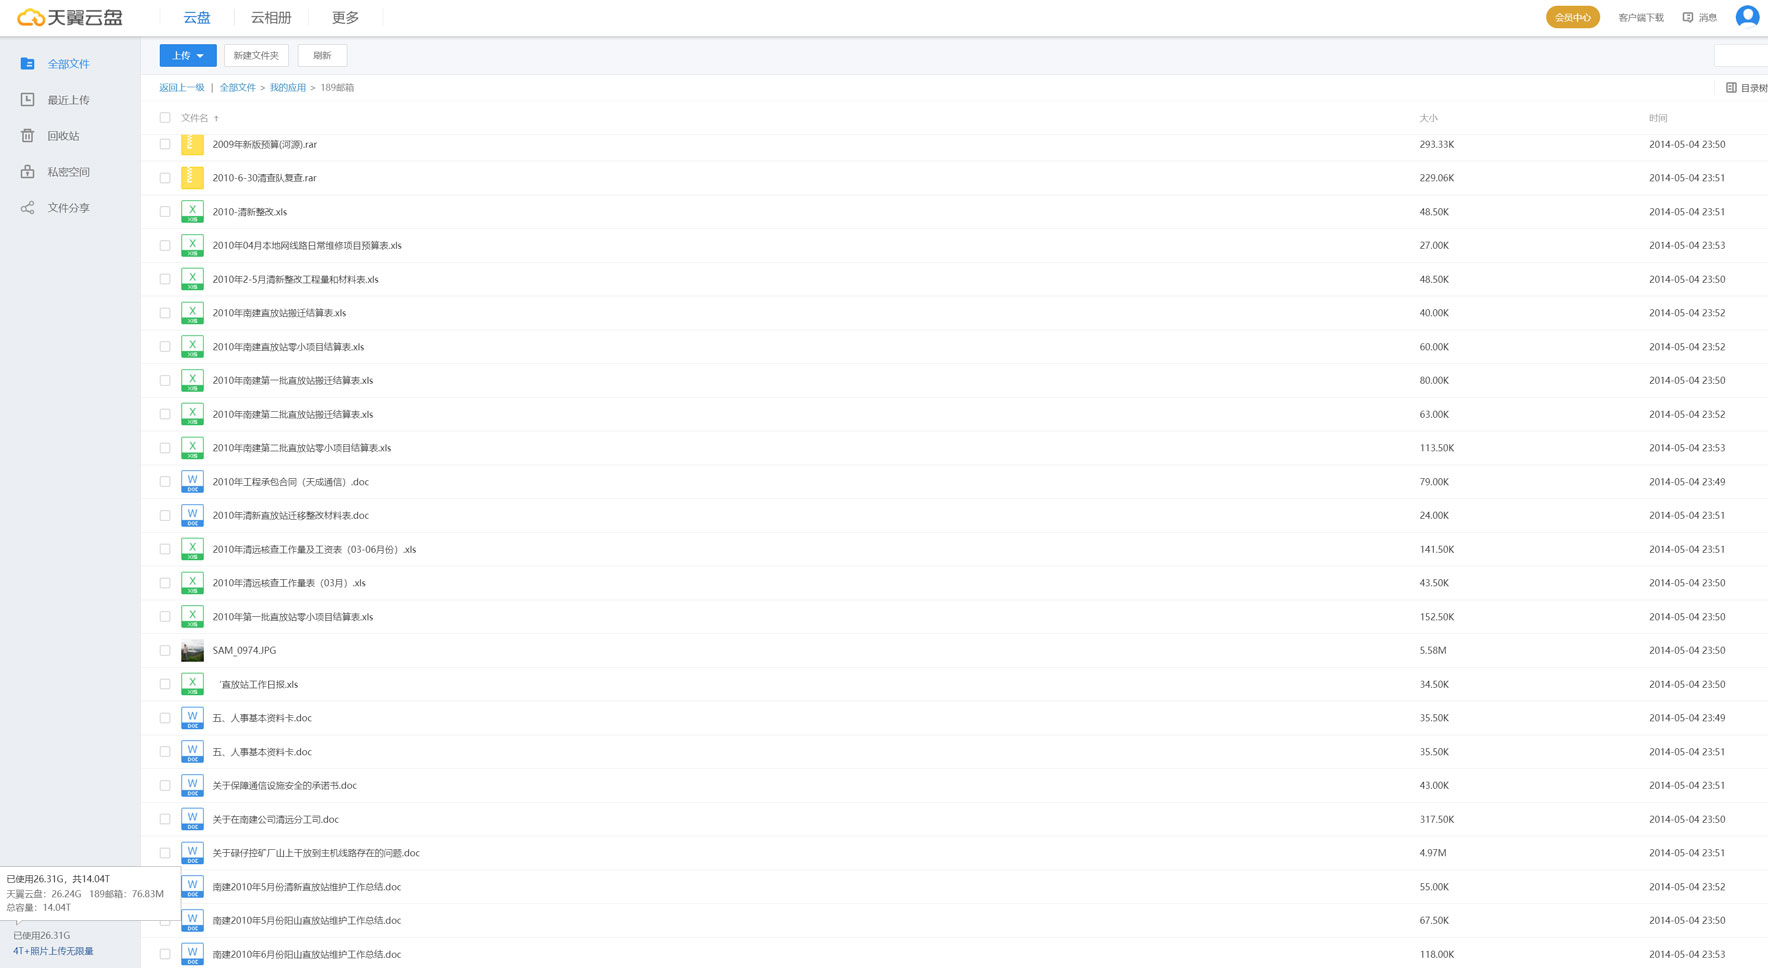 天翼云盘
云盘 云相册 更多
会员中心 客户端下载 消息
上传 新建文件夹 刷新
返回上一级 | 全部文件 > 我的应用 > 189邮箱
目录树
全部文件
最近上传
回收站
私密空间
文件分享
文件名 ↑ 大小 时间
2009年新版预算(河源).rar 293.33K 2014-05-04 23:50
2010-6-30清查队复查.rar 229.06K 2014-05-04 23:51
2010-清新整改.xls 48.50K 2014-05-04 23:51
2010年04月本地网线路日常维修项目预算表.xls 27.00K 2014-05-04 23:53
2010年2-5月清新整改工程量和材料表.xls 48.50K 2014-05-04 23:50
2010年南建直放站搬迁结算表.xls 40.00K 2014-05-04 23:52
2010年南建直放站零小项目结算表.xls 60.00K 2014-05-04 23:52
2010年南建第一批直放站搬迁结算表.xls 80.00K 2014-05-04 23:50
2010年南建第二批直放站搬迁结算表.xls 63.00K 2014-05-04 23:52
2010年南建第二批直放站零小项目结算表.xls 113.50K 2014-05-04 23:53
2010年工程承包合同（天成通信）.doc 79.00K 2014-05-04 23:49
2010年清新直放站迁移整改材料表.doc 24.00K 2014-05-04 23:51
2010年清远核查工作量及工资表（03-06月份）.xls 141.50K 2014-05-04 23:51
2010年清远核查工作量表（03月）.xls 43.50K 2014-05-04 23:50
2010年第一批直放站零小项目结算表.xls 152.50K 2014-05-04 23:50
SAM_0974.JPG 5.58M 2014-05-04 23:50
'直放站工作日报.xls 34.50K 2014-05-04 23:50
五、人事基本资料卡.doc 35.50K 2014-05-04 23:49
五、人事基本资料卡.doc 35.50K 2014-05-04 23:51
关于保障通信设施安全的承诺书.doc 43.00K 2014-05-04 23:51
关于在南建公司清远分工司.doc 317.50K 2014-05-04 23:50
关于碌仔控矿厂山上干放到主机线路存在的问题.doc 4.97M 2014-05-04 23:51
南建2010年5月份清新直放站维护工作总结.doc 55.00K 2014-05-04 23:52
南建2010年5月份阳山直放站维护工作总结.doc 67.50K 2014-05-04 23:50
南建2010年6月份阳山直放站维护工作总结.doc 118.00K 2014-05-04 23:53
已使用26.31G，共14.04T
天翼云盘：26.24G 189邮箱：76.83M
总容量：14.04T
已使用26.31G
4T+照片上传无限量